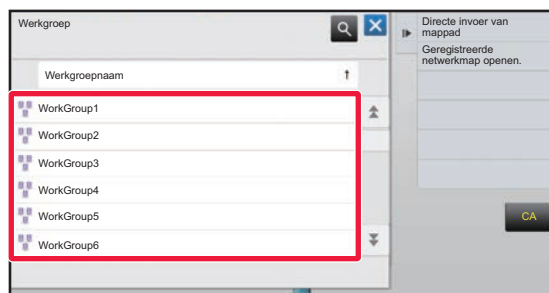 Werkgroep
Werkgroepnaam
WorkGroup1
WorkGroup2
WorkGroup3
WorkGroup4
WorkGroup5
WorkGroup6
Directe invoer van
mappad
Geregistreerde
netwerkmap openen.
CA